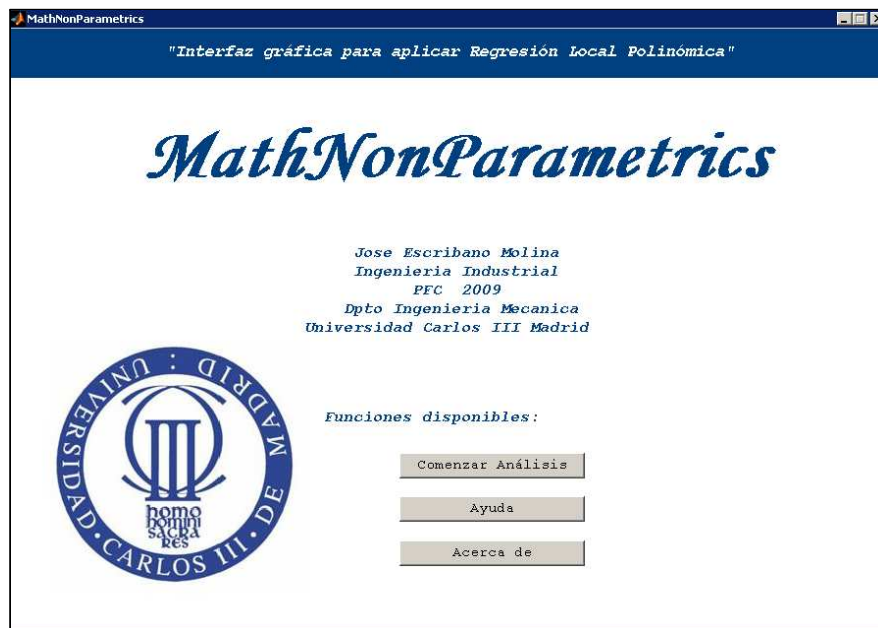 MathNonParametrics
"Interfaz gráfica para aplicar Regresión Local Polinómica"
MathNonParametrics
Jose Escribano Molina
Ingenieria Industrial
PFC 2009
Dpto Ingenieria Mecanica
Universidad Carlos III Madrid
UNIVERSIDAD · CARLOS III · DE MADRID :
homo
homini
sacra
res
Funciones disponibles:
Comenzar Análisis
Ayuda
Acerca de